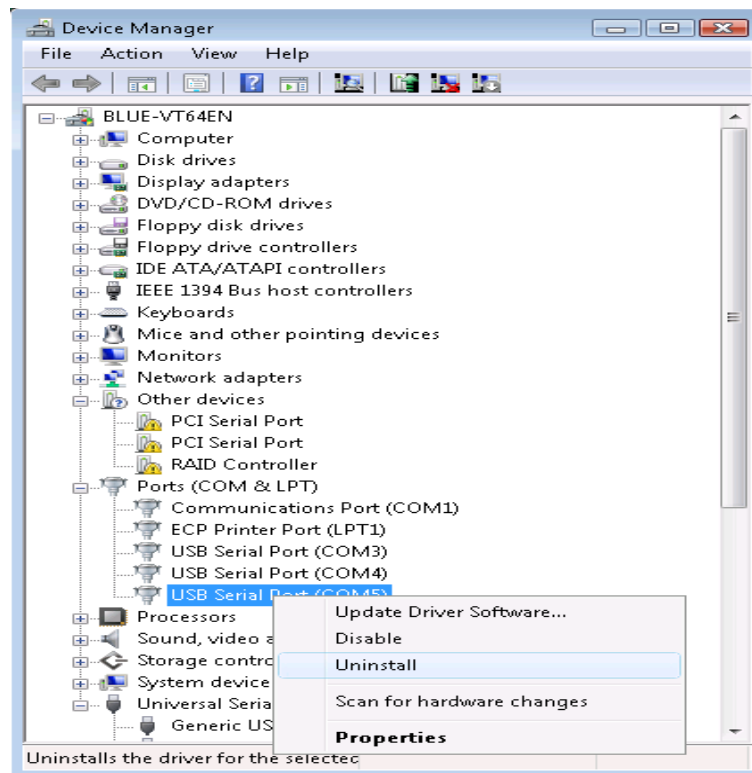 Device Manager
File Action View Help
BLUE-VT64EN
Computer
Disk drives
Display adapters
DVD/CD-ROM drives
Floppy disk drives
Floppy drive controllers
IDE ATA/ATAPI controllers
IEEE 1394 Bus host controllers
Keyboards
Mice and other pointing devices
Monitors
Network adapters
Other devices
PCI Serial Port
PCI Serial Port
RAID Controller
Ports (COM & LPT)
Communications Port (COM1)
ECP Printer Port (LPT1)
USB Serial Port (COM3)
USB Serial Port (COM4)
USB Serial Port (COM5)
Update Driver Software...
Processors
Sound, video a
Disable
Storage contro
Uninstall
System device
Universal Seria
Scan for hardware changes
Generic US
Properties
Uninstalls the driver for the selected